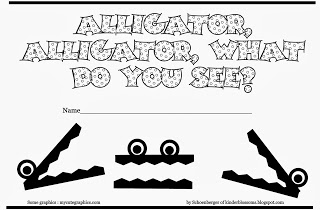 ALLIGATOR,
ALLIGATOR, WHAT
DO YOU SEE?
Name
Some graphics : mycutegraphics.com
by Schoenberger of kinderblossoms.blogspot.com